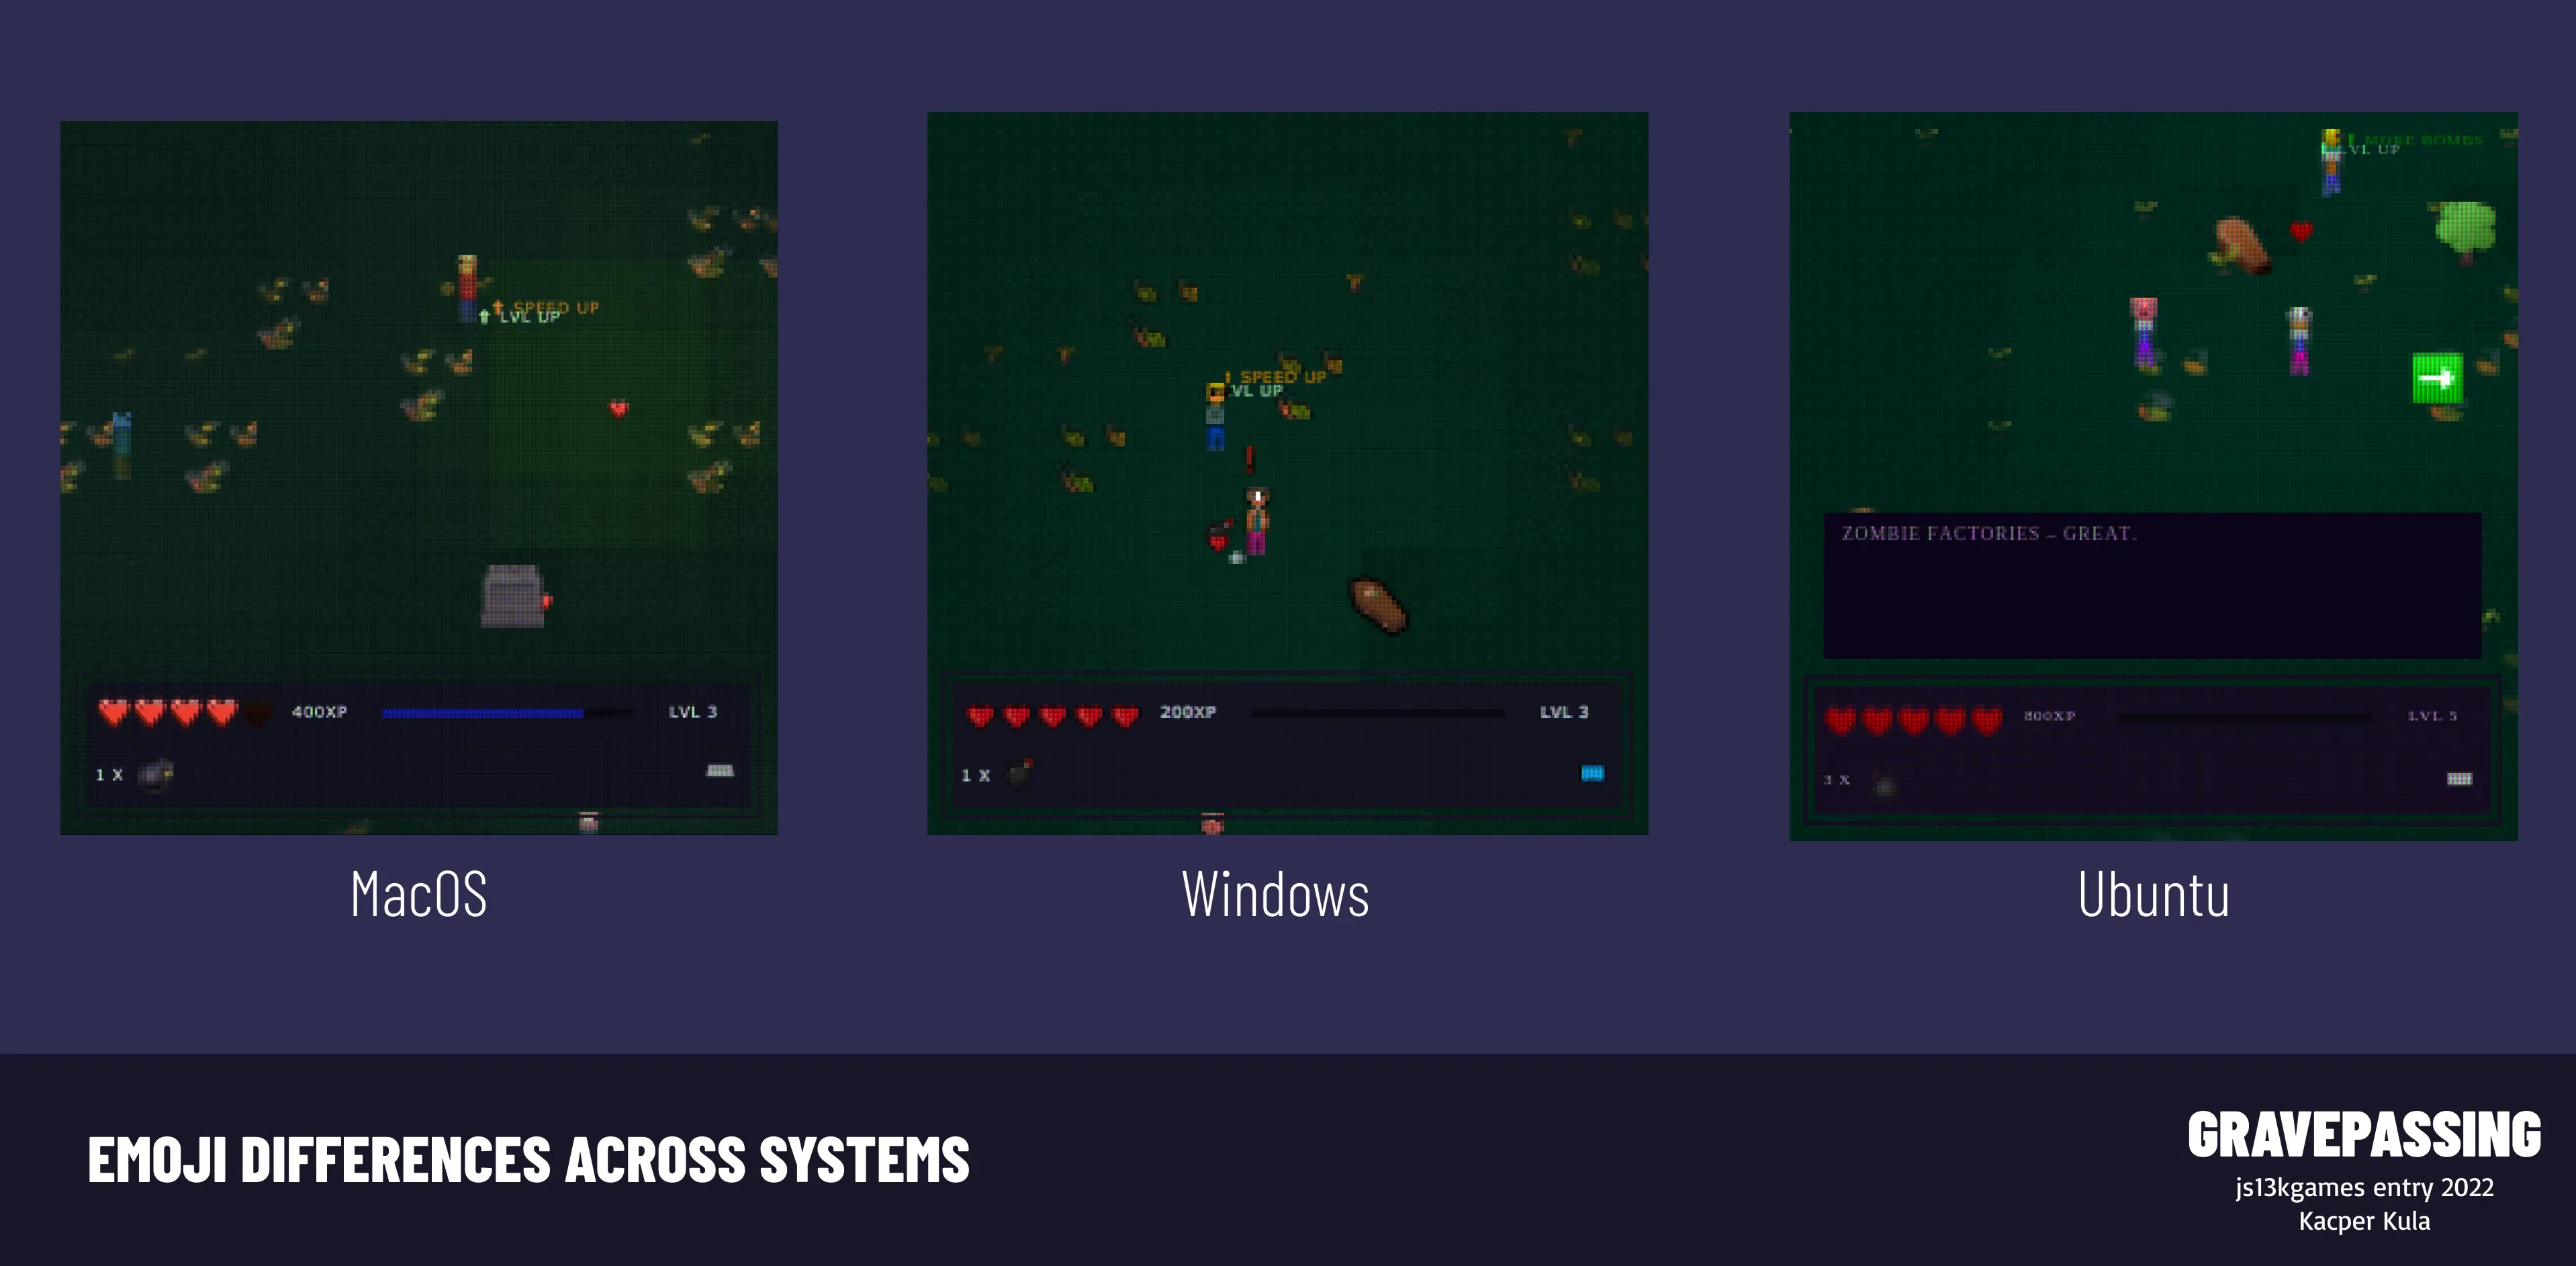 SPEED UP
LVL UP
400XP
LVL 3
1 X
MacOS
SPEED UP
VL UP
200XP
LVL 3
1 X
Windows
MORE BOMBS
LVL UP
ZOMBIE FACTORIES – GREAT.
800XP
LVL 5
3 X
Ubuntu
EMOJI DIFFERENCES ACROSS SYSTEMS
GRAVEPASSING
js13kgames entry 2022
Kacper Kula